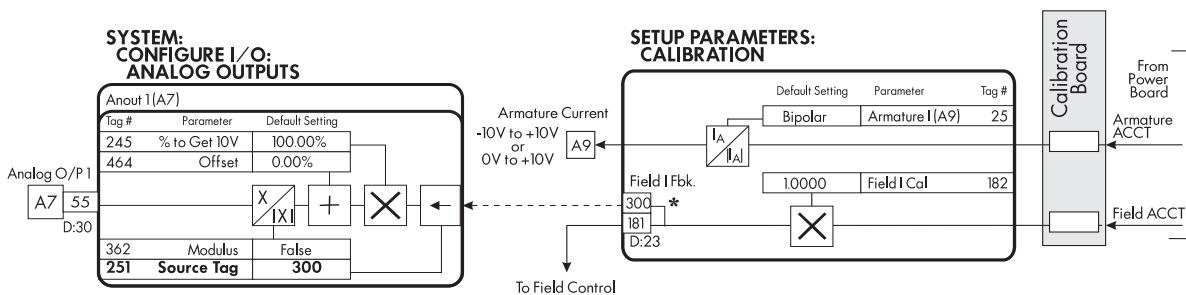 SYSTEM:
CONFIGURE I/O:
ANALOG OUTPUTS
Anout 1 (A7)
Tag # Parameter Default Setting
245 % to Get 10V 100.00%
464 Offset 0.00%
Analog O/P 1
A7 55
D:30
X
|X|
+
X
362 Modulus False
251 Source Tag 300
SETUP PARAMETERS:
CALIBRATION
Default Setting Parameter Tag #
Bipolar Armature I (A9) 25
Armature Current
-10V to +10V
or
0V to +10V
A9
IA
|IA|
1.0000 Field I Cal 182
Field I Fbk.
300 *
181
D:23
X
To Field Control
Calibration
Board
From
Power
Board
Armature
ACCT
Field ACCT